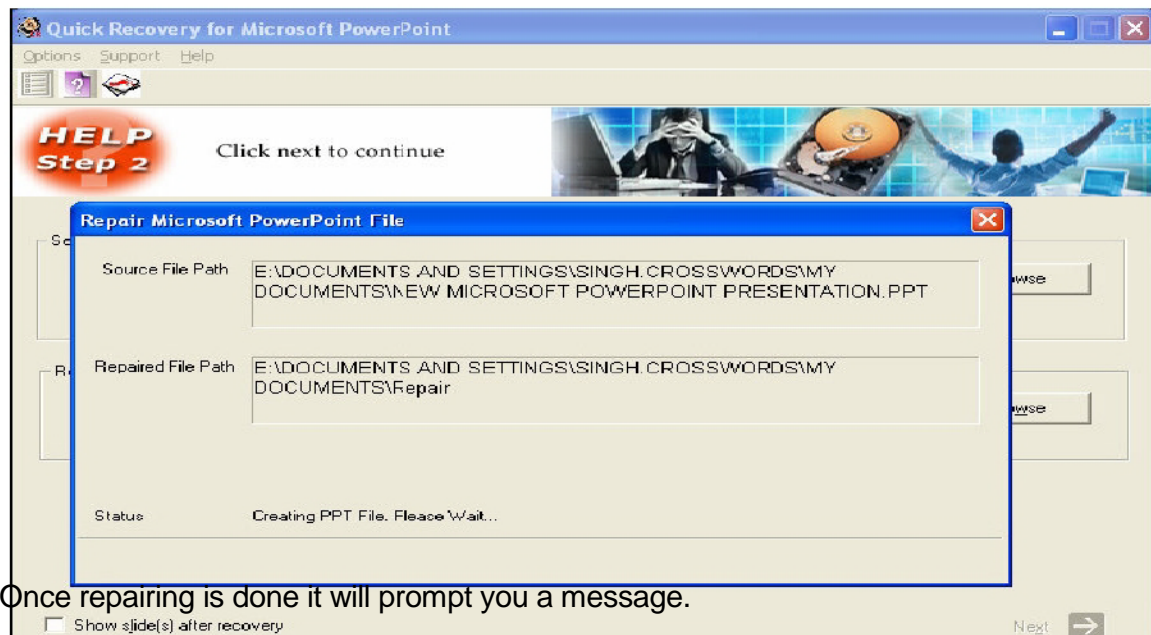 Quick Recovery for Microsoft PowerPoint
Options Support Help
HELP
Step 2
Click next to continue
Repair Microsoft PowerPoint File
Source File Path
E:\DOCUMENTS AND SETTINGS\SINGH.CROSSWORDS\MY
DOCUMENTS\NEW MICROSOFT POWERPOINT PRESENTATION.PPT
Repaired File Path
E:\DOCUMENTS AND SETTINGS\SINGH.CROSSWORDS\MY
DOCUMENTS\Repair
Status
Creating PPT File. Please Wait...
Once repairing is done it will prompt you a message.
Show slide(s) after recovery
Next